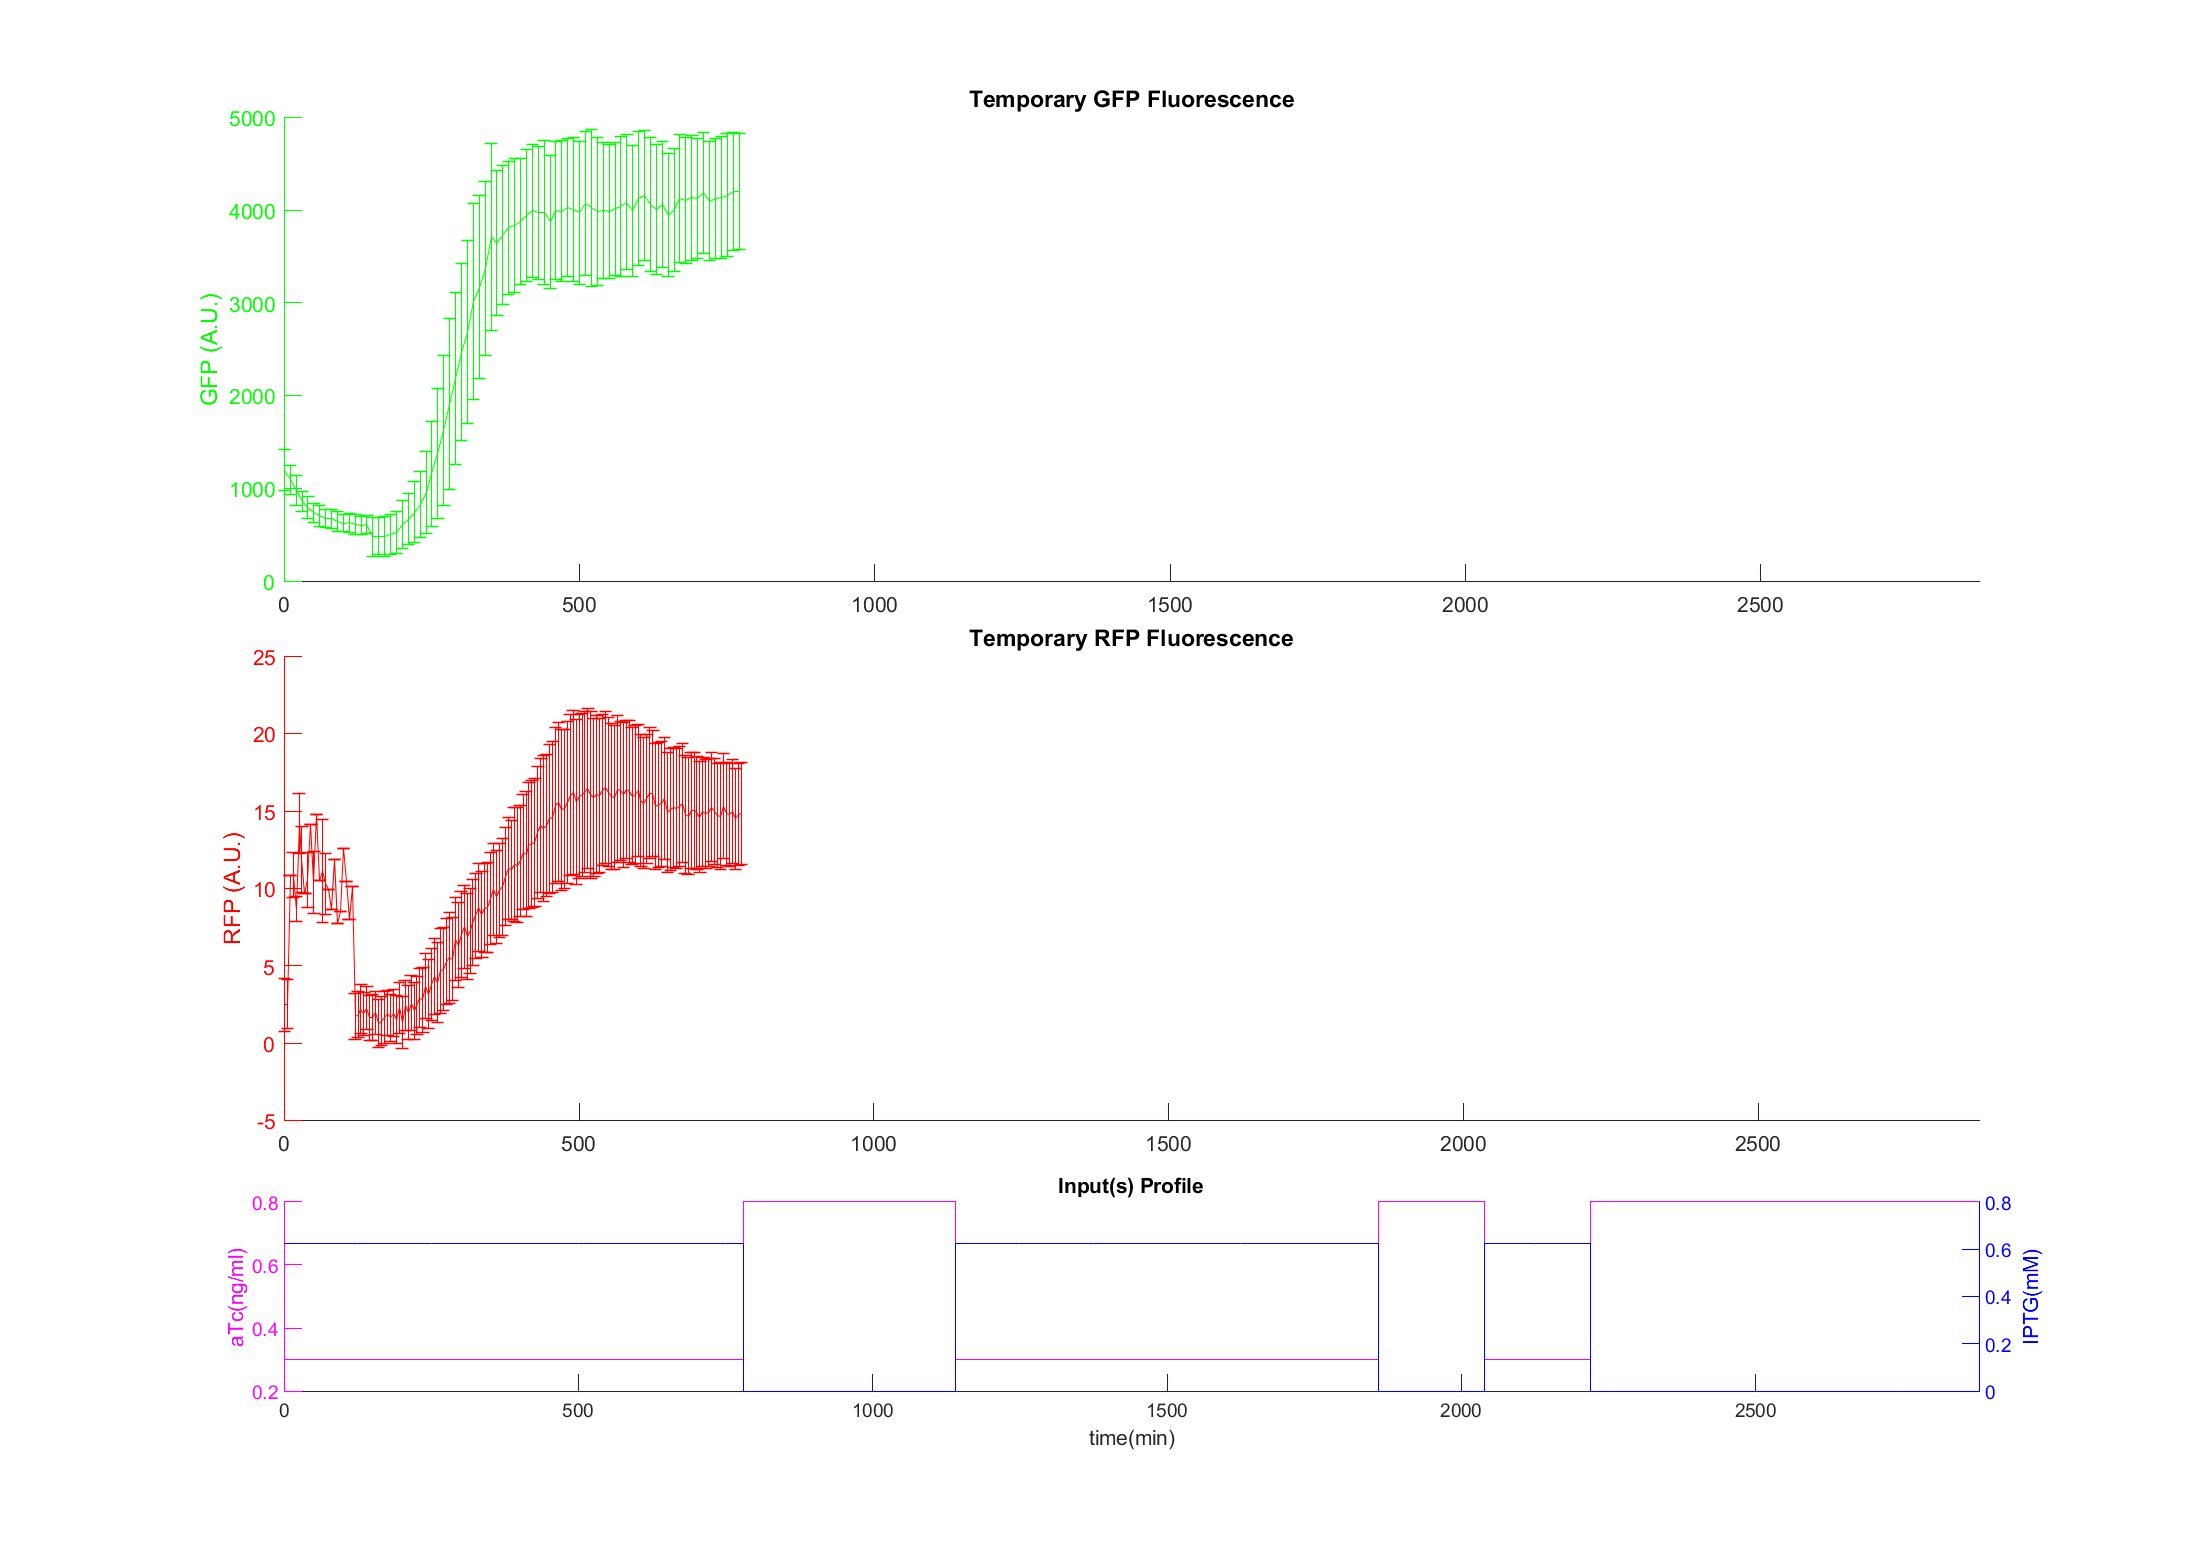 Temporary GFP Fluorescence
GFP (A.U.)
5000
4000
3000
2000
1000
0
0 500 1000 1500 2000 2500
Temporary RFP Fluorescence
RFP (A.U.)
25
20
15
10
5
0
-5
0 500 1000 1500 2000 2500
Input(s) Profile
aTc(ng/ml)
0.8
0.6
0.4
0.2
IPTG(mM)
0.8
0.6
0.4
0.2
0
0 500 1000 1500 2000 2500
time(min)